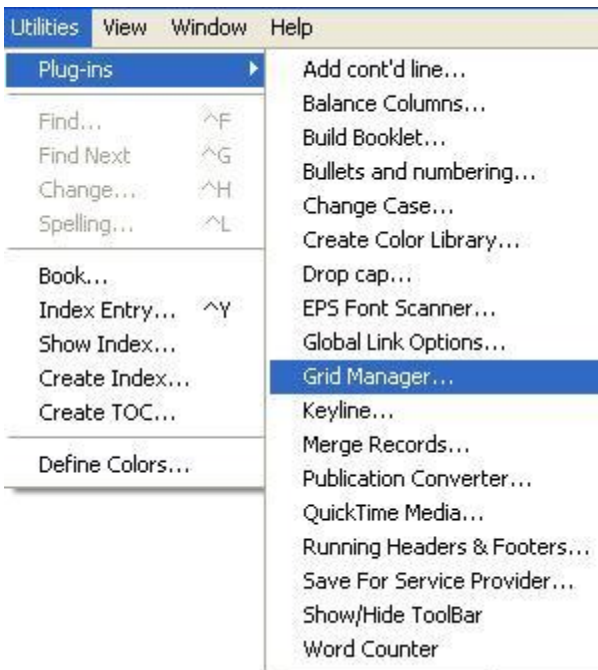 Utilities View Window Help
Plug-ins
Find... ^F
Find Next ^G
Change... ^H
Spelling... ^L
Book...
Index Entry... ^Y
Show Index...
Create Index...
Create TOC...
Define Colors...
Add cont'd line...
Balance Columns...
Build Booklet...
Bullets and numbering...
Change Case...
Create Color Library...
Drop cap...
EPS Font Scanner...
Global Link Options...
Grid Manager...
Keyline...
Merge Records...
Publication Converter...
QuickTime Media...
Running Headers & Footers...
Save For Service Provider...
Show/Hide ToolBar
Word Counter